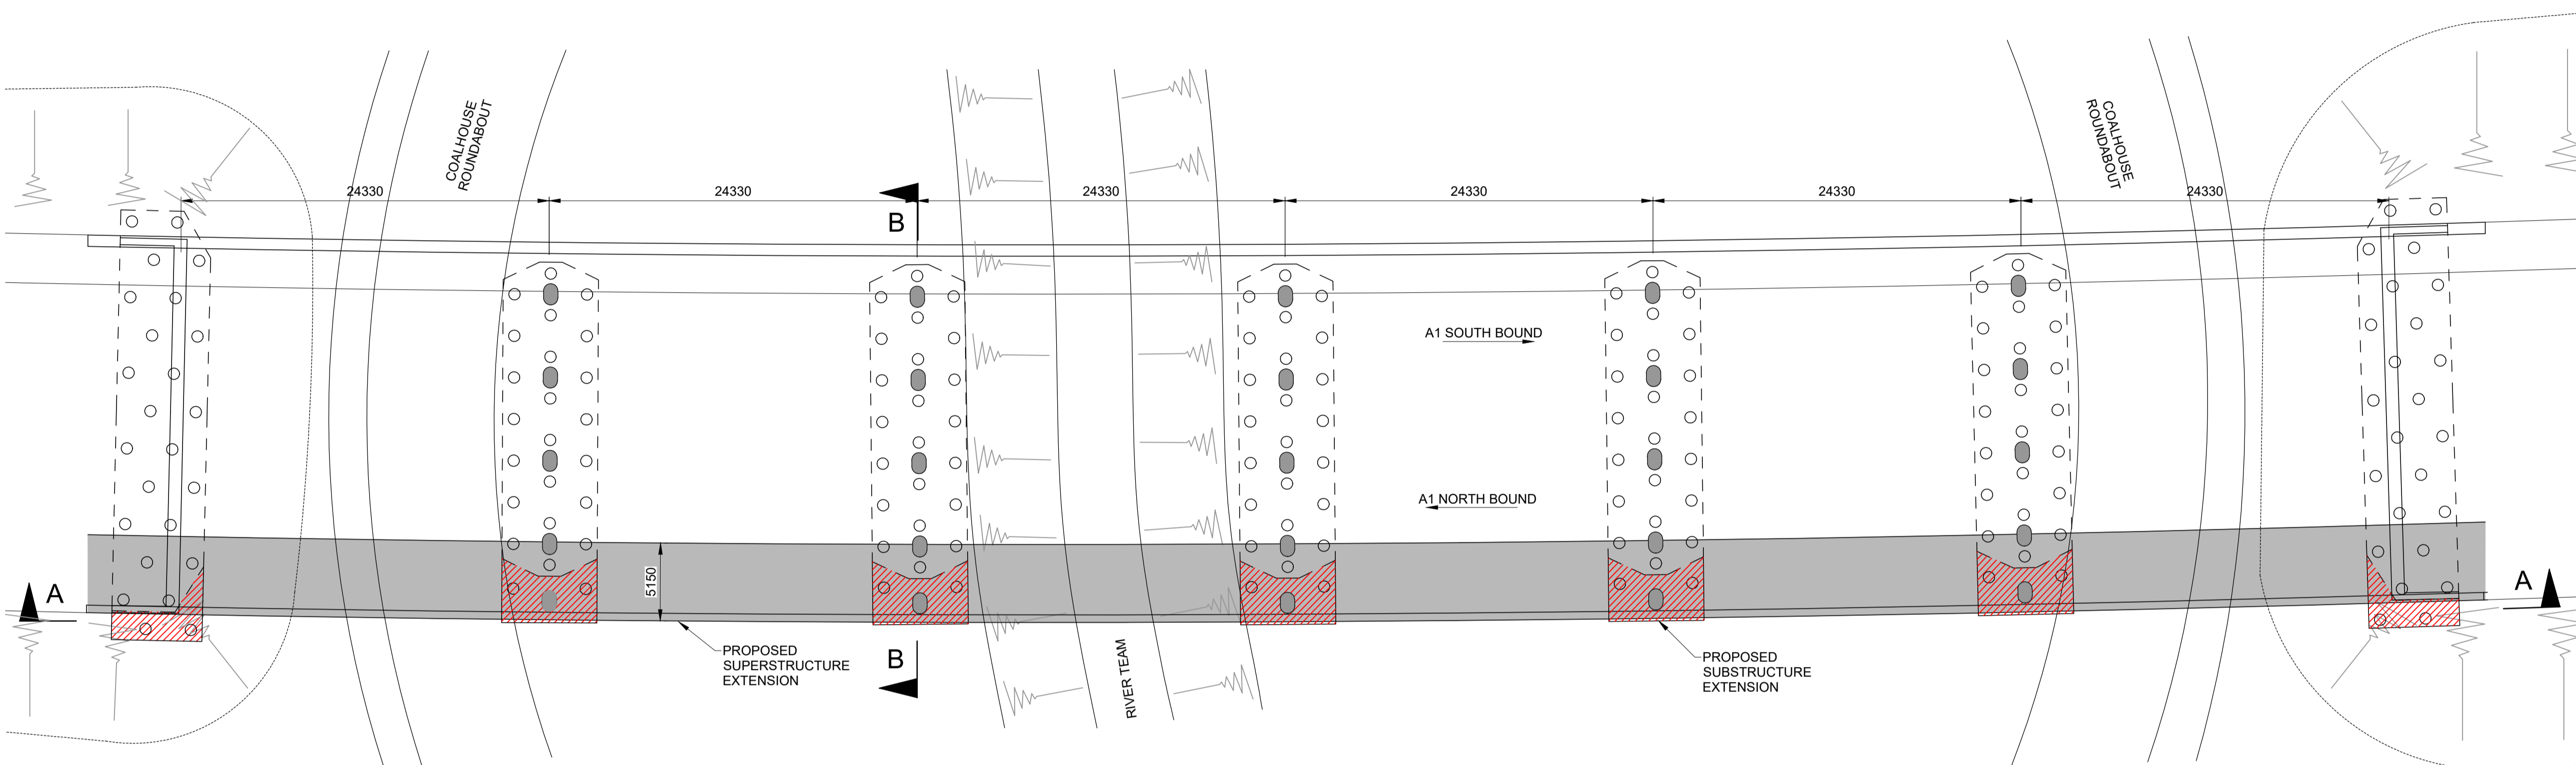 COALHOUSE
ROUNDABOUT
COALHOUSE
ROUNDABOUT
24330
24330
24330
24330
24330
24330
B
A1 SOUTH BOUND
A1 NORTH BOUND
5150
A
A
B
PROPOSED
SUPERSTRUCTURE
EXTENSION
RIVER TEAM
PROPOSED
SUBSTRUCTURE
EXTENSION